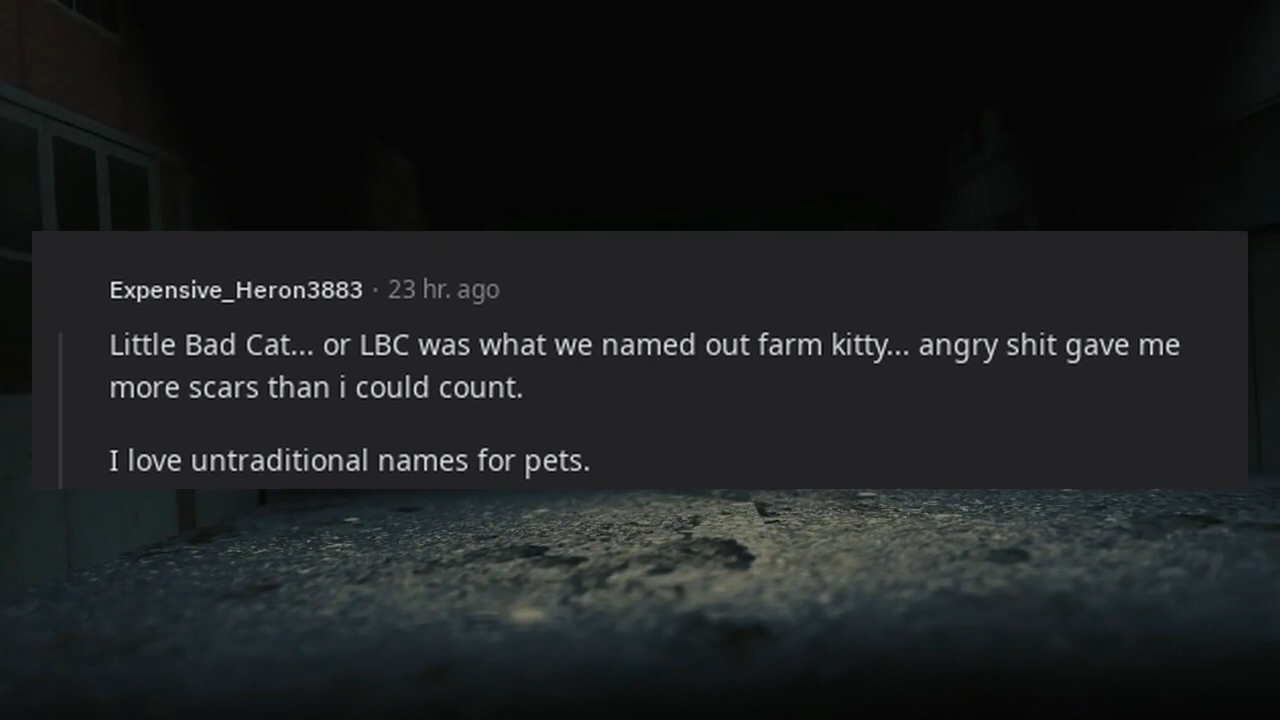 Expensive_Heron3883 · 23 hr. ago
Little Bad Cat... or LBC was what we named out farm kitty... angry shit gave me
more scars than i could count.
I love untraditional names for pets.